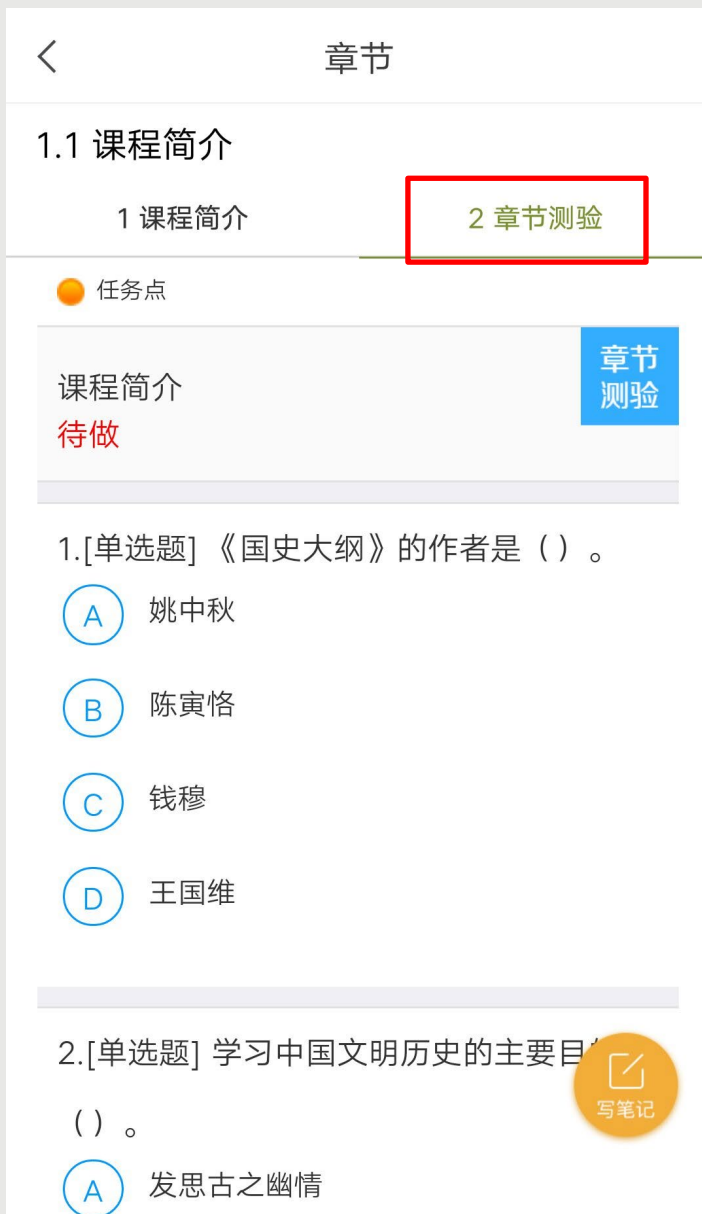 章节
1.1 课程简介
1 课程简介
2 章节测验
任务点
课程简介
章节
测验
待做
1.[单选题] 《国史大纲》的作者是（ ）。
A 姚中秋
B 陈寅恪
C 钱穆
D 王国维
2.[单选题] 学习中国文明历史的主要目
写笔记
（ ）。
A 发思古之幽情